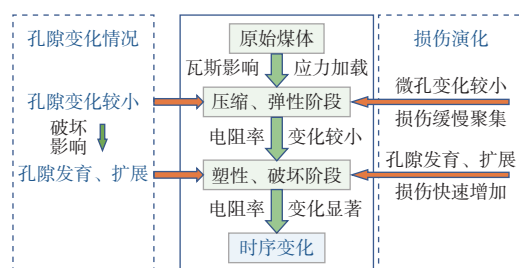 孔隙变化情况
原始煤体
损伤演化
瓦斯影响
应力加载
孔隙变化较小
压缩、弹性阶段
微孔变化较小
损伤缓慢聚集
破坏
影响
电阻率
变化较小
孔隙发育、扩展
塑性、破坏阶段
孔隙发育、扩展
损伤快速增加
电阻率
变化显著
时序变化